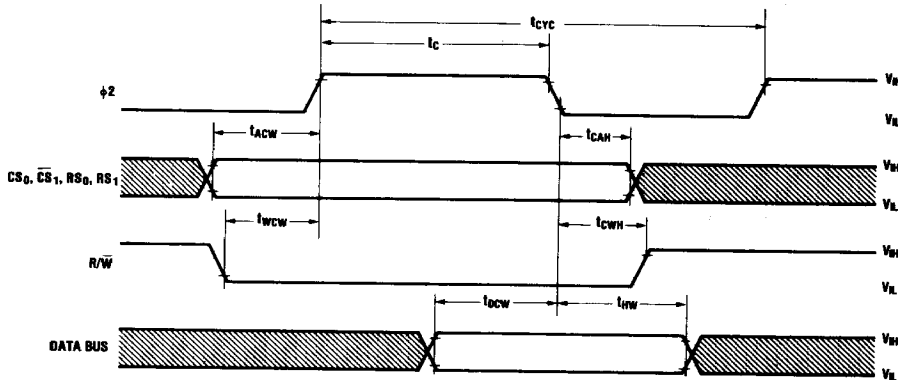 tCYC
tC
ϕ2
VIH
VIL
tACW
tCAH
CS0, C̅S̅1, RS0, RS1
VIH
VIL
tWCW
tCWH
R/W̅
VIH
VIL
tDCW
tHW
DATA BUS
VIH
VIL